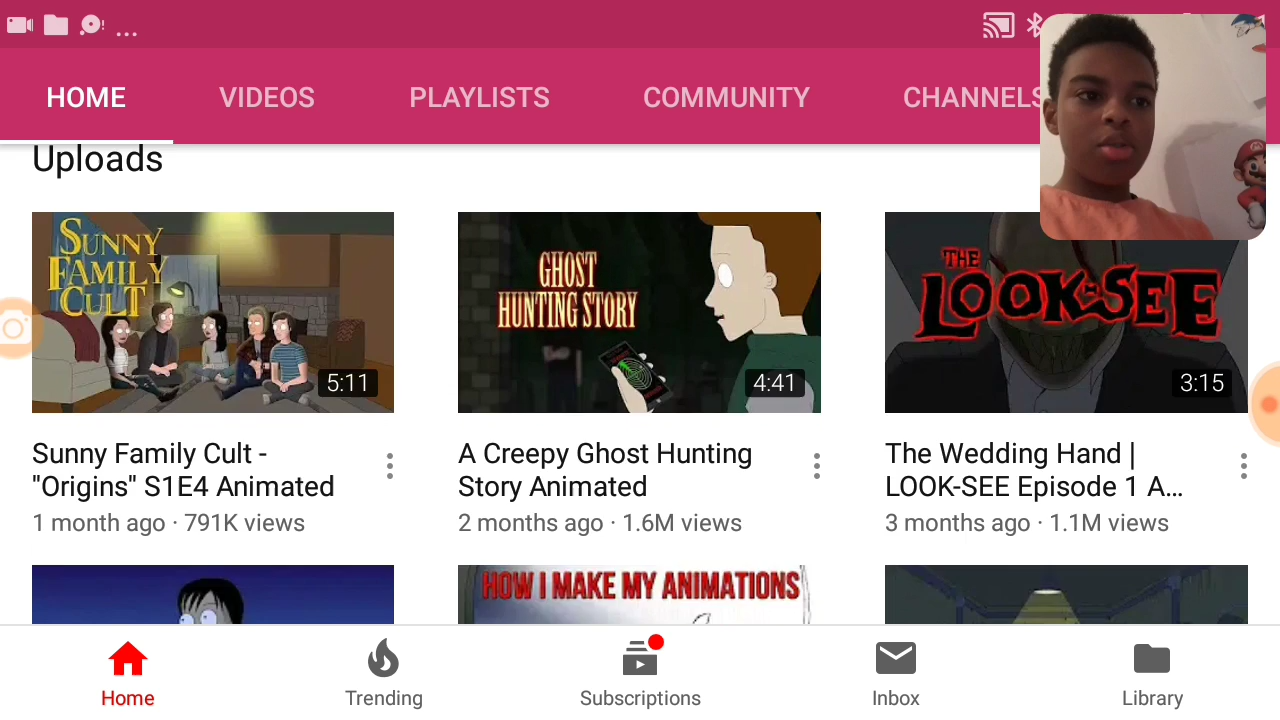 ...
HOME VIDEOS PLAYLISTS COMMUNITY CHANNELS
Uploads
SUNNY
FAMILY
CULT
5:11
GHOST
HUNTING STORY
4:41
THE
LOOK-SEE
3:15
Sunny Family Cult -
"Origins" S1E4 Animated
1 month ago · 791K views
A Creepy Ghost Hunting
Story Animated
2 months ago · 1.6M views
The Wedding Hand |
LOOK-SEE Episode 1 A...
3 months ago · 1.1M views
HOW I MAKE MY ANIMATIONS
Home Trending Subscriptions Inbox Library